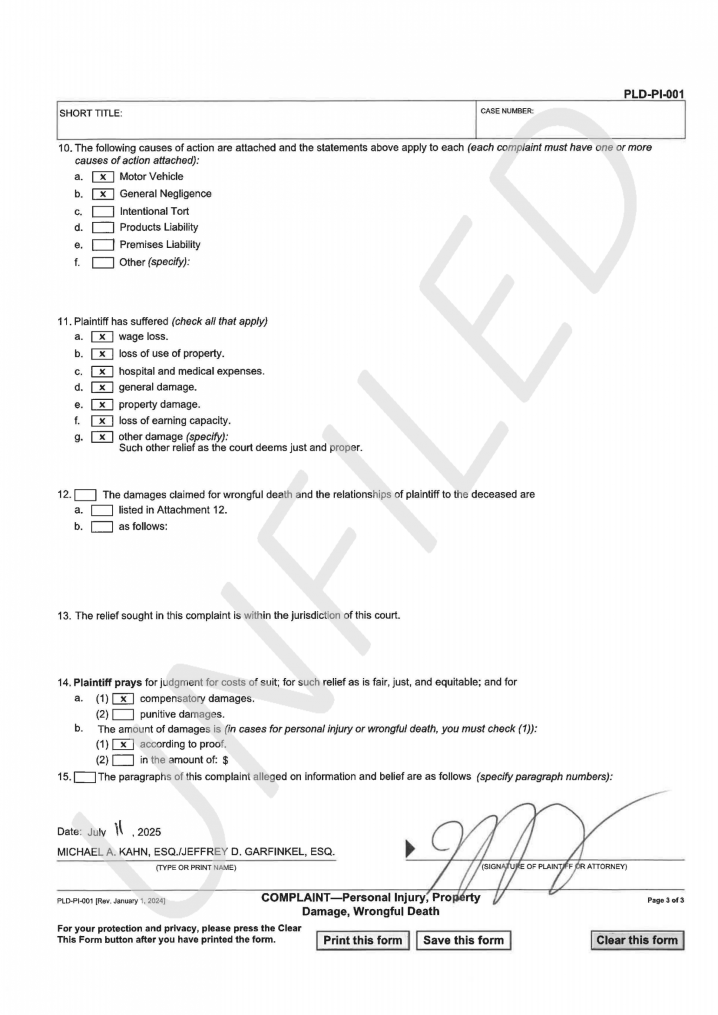 PLD-PI-001
SHORT TITLE:
CASE NUMBER:
10. The following causes of action are attached and the statements above apply to each (each complaint must have one or more
causes of action attached):
a. x Motor Vehicle
b. x General Negligence
c. Intentional Tort
d. Products Liability
e. Premises Liability
f. Other (specify):
11. Plaintiff has suffered (check all that apply)
a. x wage loss.
b. x loss of use of property.
c. x hospital and medical expenses.
d. x general damage.
e. x property damage.
f. x loss of earning capacity.
g. x other damage (specify):
Such other relief as the court deems just and proper.
12. The damages claimed for wrongful death and the relationships of plaintiff to the deceased are
a. listed in Attachment 12.
b. as follows:
13. The relief sought in this complaint is within the jurisdiction of this court.
14. Plaintiff prays for judgment for costs of suit; for such relief as is fair, just, and equitable; and for
a. (1) x compensatory damages.
(2) punitive damages.
b. The amount of damages is (in cases for personal injury or wrongful death, you must check (1)):
(1) x according to proof.
(2) in the amount of: $
15. The paragraphs of this complaint alleged on information and belief are as follows (specify paragraph numbers):
Date: July 11, 2025
MICHAEL A. KAHN, ESQ./JEFFREY D. GARFINKEL, ESQ.
(TYPE OR PRINT NAME)
(SIGNATURE OF PLAINTIFF OR ATTORNEY)
PLD-PI-001 [Rev. January 1, 2024]
COMPLAINT—Personal Injury, Property
Damage, Wrongful Death
Page 3 of 3
For your protection and privacy, please press the Clear
This Form button after you have printed the form.
Print this form
Save this form
Clear this form
UNFILED